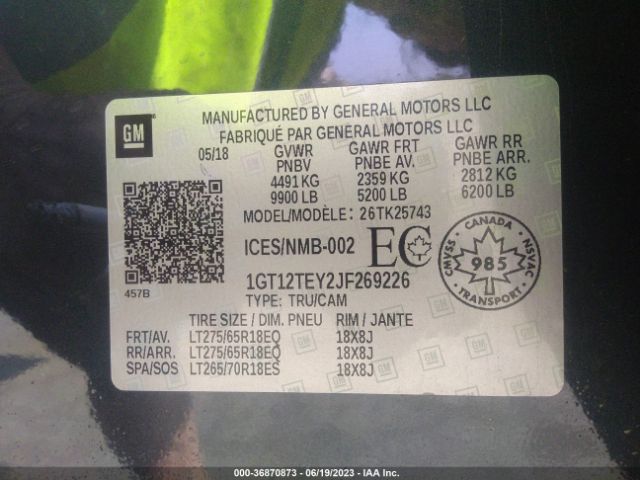 GM
MANUFACTURED BY GENERAL MOTORS LLC
FABRIQUÉ PAR GENERAL MOTORS LLC
05/18 GVWR GAWR FRT GAWR RR
PNBV PNBE AV. PNBE ARR.
4491 KG 2359 KG 2812 KG
9900 LB 5200 LB 6200 LB
MODEL/MODÈLE: 26TK25743
ICES/NMB-002 EC
CANADA
CMVSS 985 NSVAC
TRANSPORT
457B
1GT12TEY2JF269226
TYPE: TRU/CAM
TIRE SIZE / DIM. PNEU RIM / JANTE
FRT/AV. LT275/65R18EQ 18X8J
RR/ARR. LT275/65R18EQ 18X8J
SPA/SOS LT265/70R18ES 18X8J
00-36870873 - 06/19/2023 - IAA Inc.